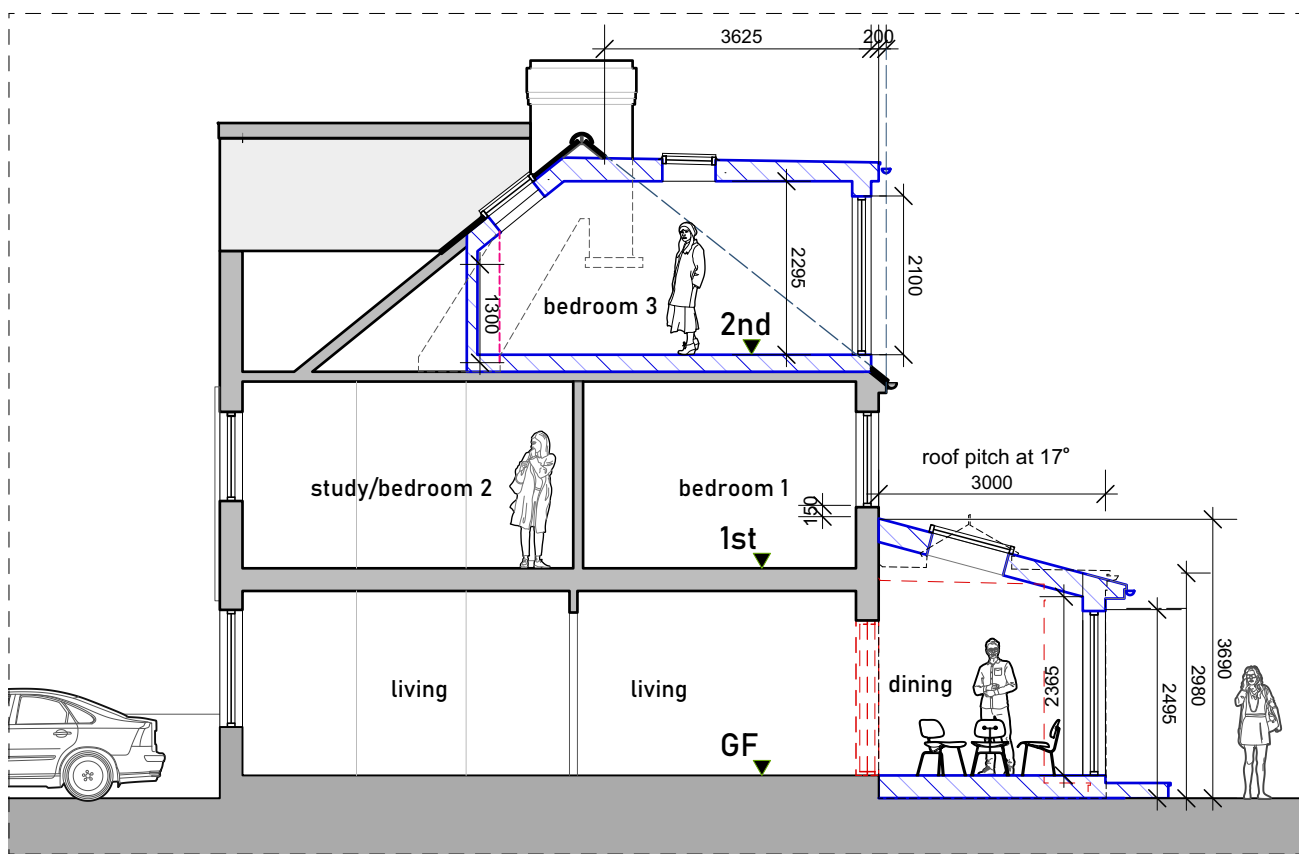 3625
200
2295
2100
1300
bedroom 3
2nd
roof pitch at 17°
3000
study/bedroom 2
bedroom 1
150
1st
3690
2980
2495
2365
living
living
dining
GF